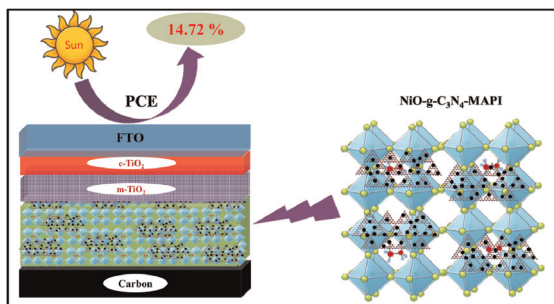 Sun
14.72 %
PCE
FTO
c-TiO₂
m-TiO₂
Carbon
NiO-g-C₃N₄-MAPI